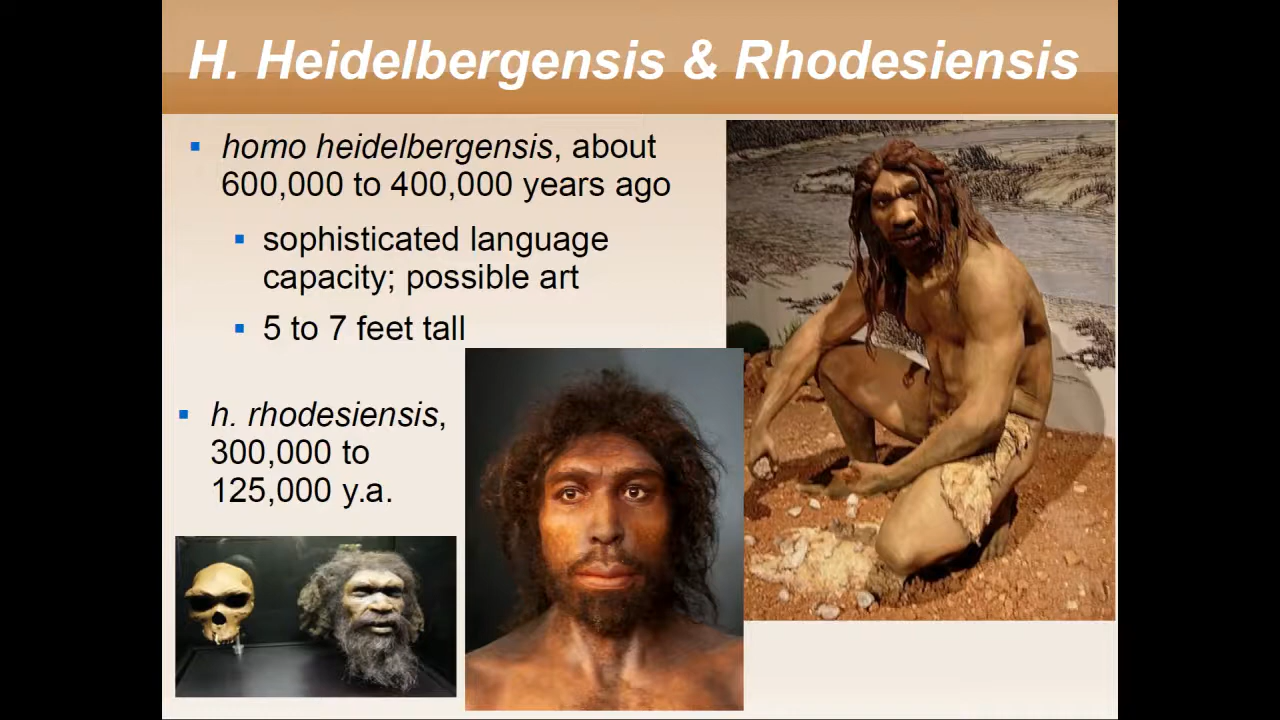 H. Heidelbergensis & Rhodesiensis
homo heidelbergensis, about
600,000 to 400,000 years ago
sophisticated language
capacity; possible art
5 to 7 feet tall
h. rhodesiensis,
300,000 to
125,000 y.a.